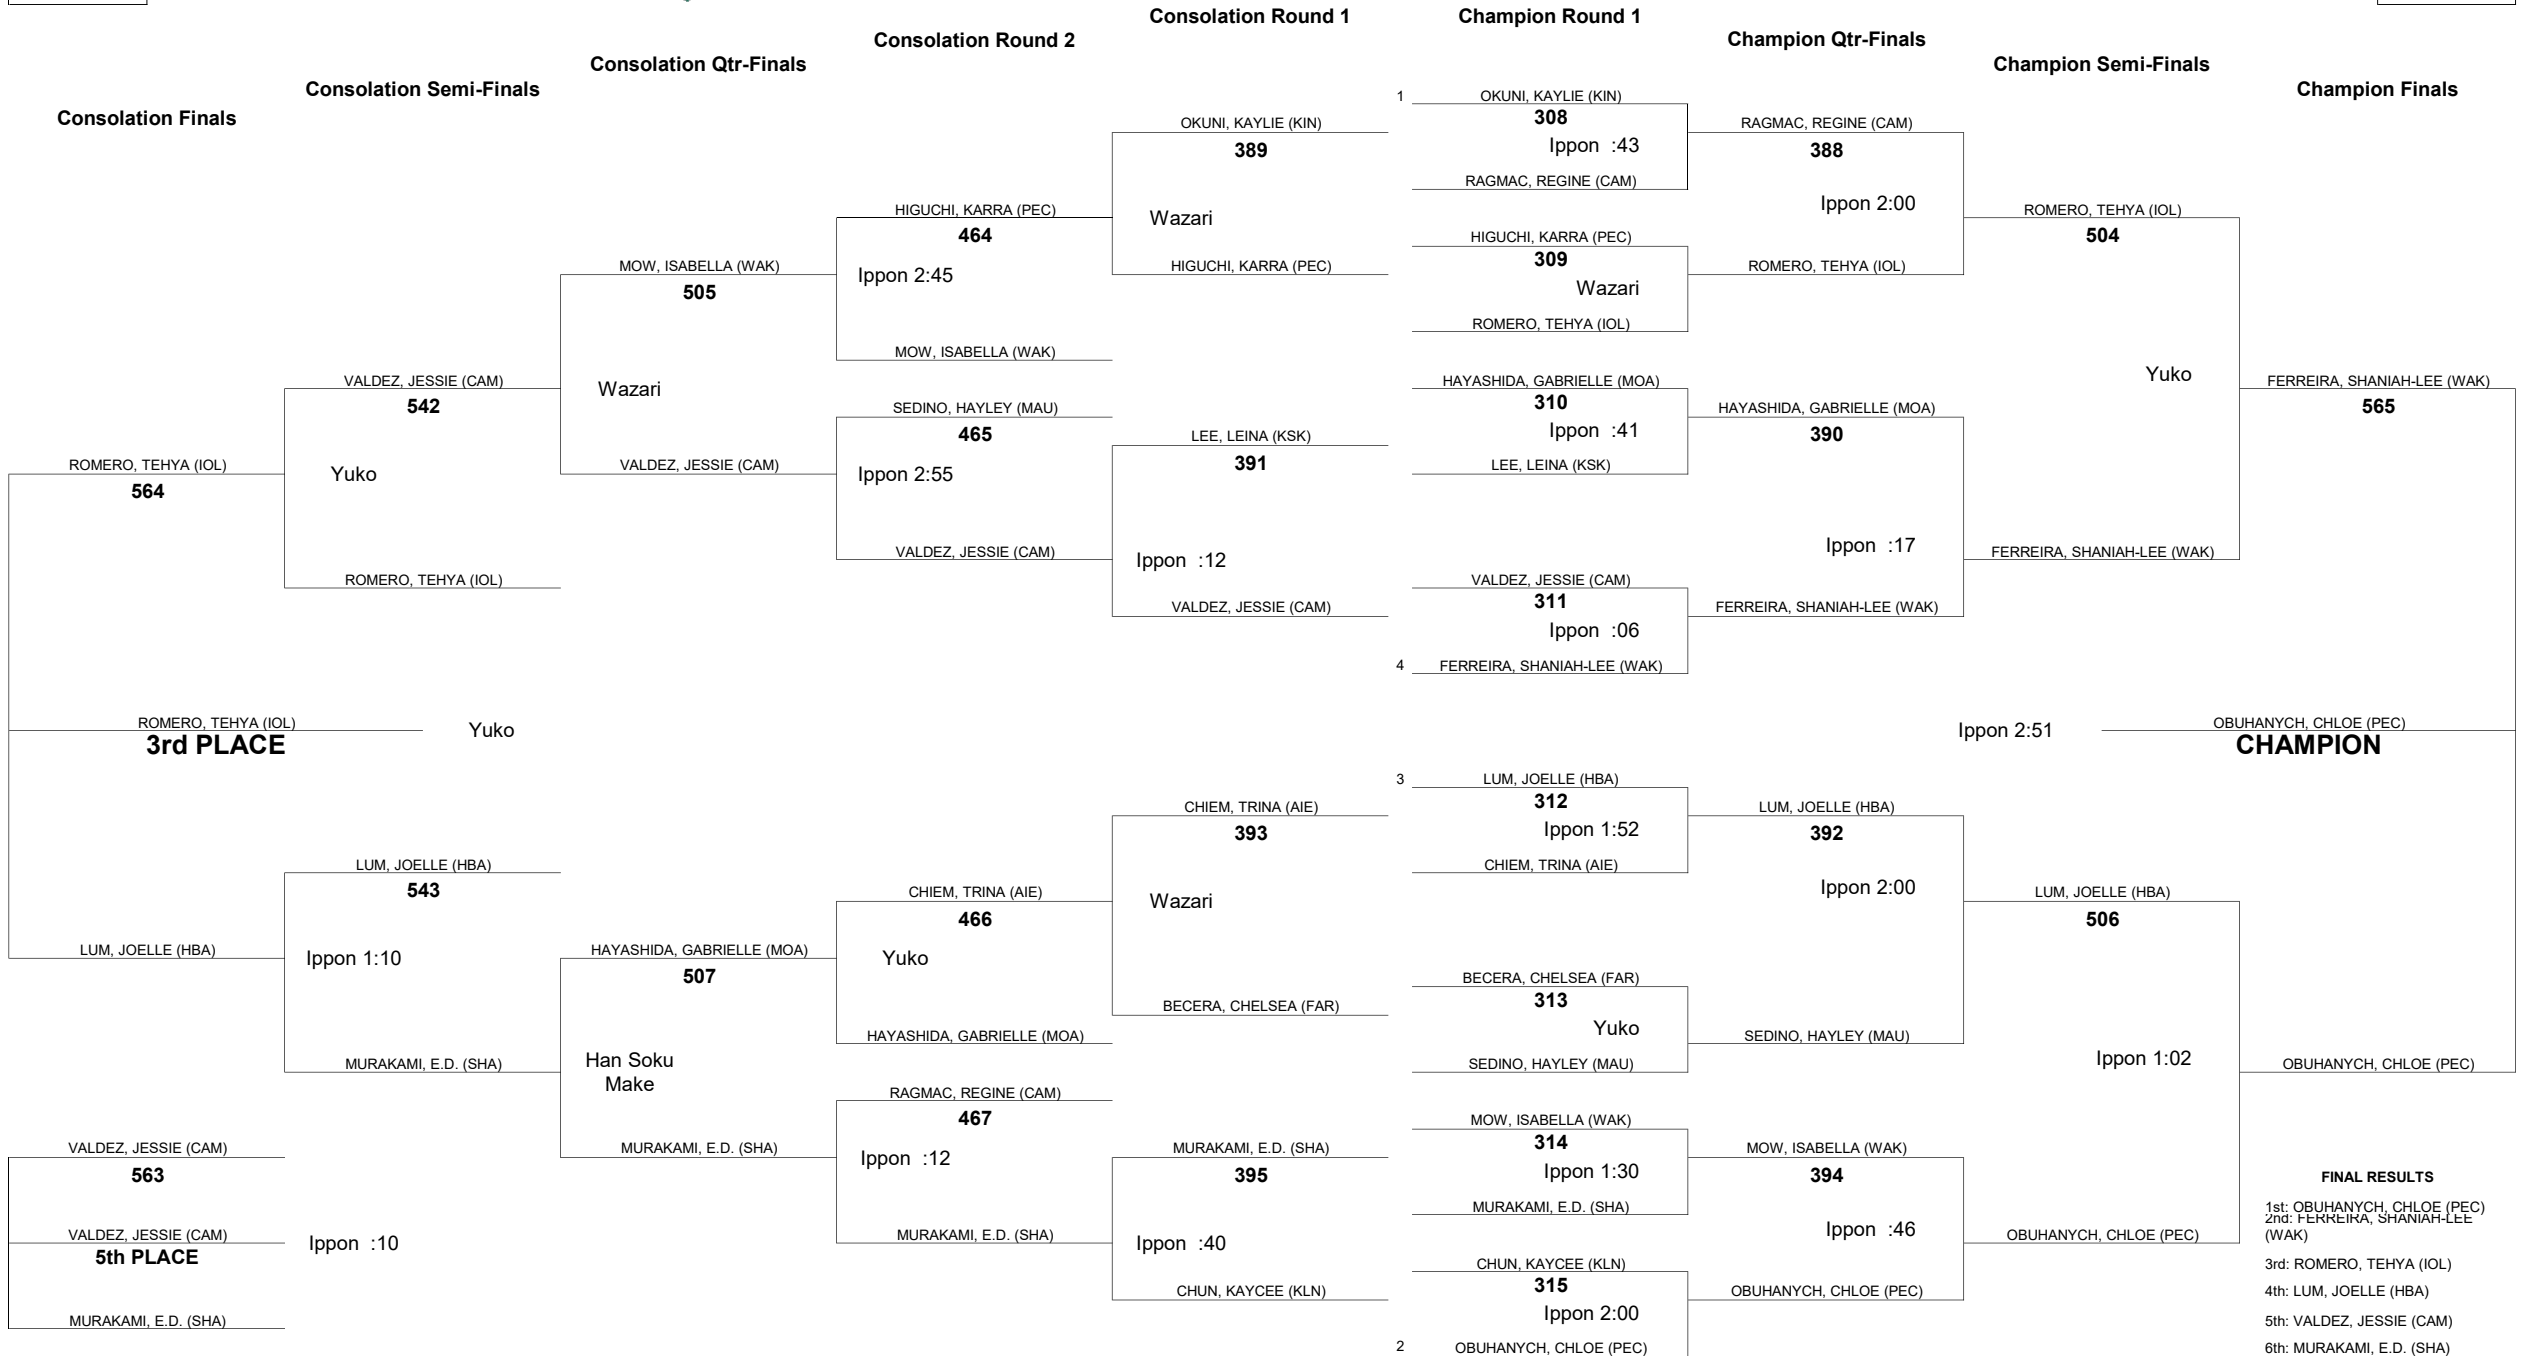 Consolation Round 1
Champion Round 1
Consolation Round 2
Champion Qtr-Finals
Consolation Qtr-Finals
Champion Semi-Finals
Consolation Semi-Finals
Champion Finals
Consolation Finals
ROMERO, TEHYA (IOL)
564
ROMERO, TEHYA (IOL)
3rd PLACE
Yuko
LUM, JOELLE (HBA)
VALDEZ, JESSIE (CAM)
563
VALDEZ, JESSIE (CAM)
5th PLACE
Ippon :10
MURAKAMI, E.D. (SHA)
VALDEZ, JESSIE (CAM)
542
Yuko
ROMERO, TEHYA (IOL)
LUM, JOELLE (HBA)
543
Ippon 1:10
MURAKAMI, E.D. (SHA)
MOW, ISABELLA (WAK)
505
Wazari
VALDEZ, JESSIE (CAM)
HAYASHIDA, GABRIELLE (MOA)
507
Han Soku
Make
MURAKAMI, E.D. (SHA)
HIGUCHI, KARRA (PEC)
464
Ippon 2:45
MOW, ISABELLA (WAK)
SEDINO, HAYLEY (MAU)
465
Ippon 2:55
VALDEZ, JESSIE (CAM)
CHIEM, TRINA (AIE)
466
Yuko
HAYASHIDA, GABRIELLE (MOA)
RAGMAC, REGINE (CAM)
467
Ippon :12
MURAKAMI, E.D. (SHA)
OKUNI, KAYLIE (KIN)
389
Wazari
HIGUCHI, KARRA (PEC)
LEE, LEINA (KSK)
391
Ippon :12
VALDEZ, JESSIE (CAM)
CHIEM, TRINA (AIE)
393
Wazari
BECERA, CHELSEA (FAR)
MURAKAMI, E.D. (SHA)
395
Ippon :40
CHUN, KAYCEE (KLN)
1 OKUNI, KAYLIE (KIN)
308
Ippon :43
RAGMAC, REGINE (CAM)
HIGUCHI, KARRA (PEC)
309
Wazari
ROMERO, TEHYA (IOL)
HAYASHIDA, GABRIELLE (MOA)
310
Ippon :41
LEE, LEINA (KSK)
VALDEZ, JESSIE (CAM)
311
Ippon :06
4 FERREIRA, SHANIAH-LEE (WAK)
3 LUM, JOELLE (HBA)
312
Ippon 1:52
CHIEM, TRINA (AIE)
BECERA, CHELSEA (FAR)
313
Yuko
SEDINO, HAYLEY (MAU)
MOW, ISABELLA (WAK)
314
Ippon 1:30
MURAKAMI, E.D. (SHA)
CHUN, KAYCEE (KLN)
315
Ippon 2:00
2 OBUHANYCH, CHLOE (PEC)
RAGMAC, REGINE (CAM)
388
Ippon 2:00
ROMERO, TEHYA (IOL)
HAYASHIDA, GABRIELLE (MOA)
390
Ippon :17
FERREIRA, SHANIAH-LEE (WAK)
LUM, JOELLE (HBA)
392
Ippon 2:00
SEDINO, HAYLEY (MAU)
MOW, ISABELLA (WAK)
394
Ippon :46
OBUHANYCH, CHLOE (PEC)
ROMERO, TEHYA (IOL)
504
Yuko
FERREIRA, SHANIAH-LEE (WAK)
LUM, JOELLE (HBA)
506
Ippon 1:02
OBUHANYCH, CHLOE (PEC)
FERREIRA, SHANIAH-LEE (WAK)
565
Ippon 2:51
OBUHANYCH, CHLOE (PEC)
CHAMPION
OBUHANYCH, CHLOE (PEC)
FINAL RESULTS
1st: OBUHANYCH, CHLOE (PEC)
2nd: FERREIRA, SHANIAH-LEE
(WAK)
3rd: ROMERO, TEHYA (IOL)
4th: LUM, JOELLE (HBA)
5th: VALDEZ, JESSIE (CAM)
6th: MURAKAMI, E.D. (SHA)